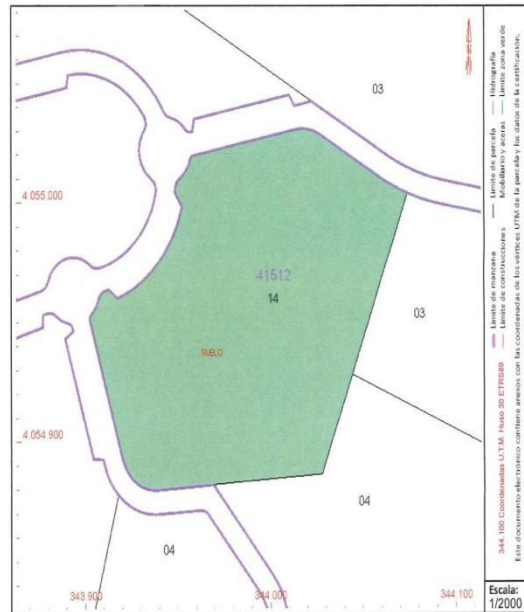 03
4 055 000
41512
14
03
SUELO
4 054 900
04
04
343 900
344 000
344 100
Límite de manzana
Límite de parcela
Hidrografía
Límite de construcciones
Mobiliario y aceras
Límite zona verde
344.100 Coordenadas U.T.M. Huso 30 ETRS89
Este documento electrónico contiene anexos con las coordenadas de los vértices UTM de la parcela y los datos de la certificación.
Escala:
1/2000